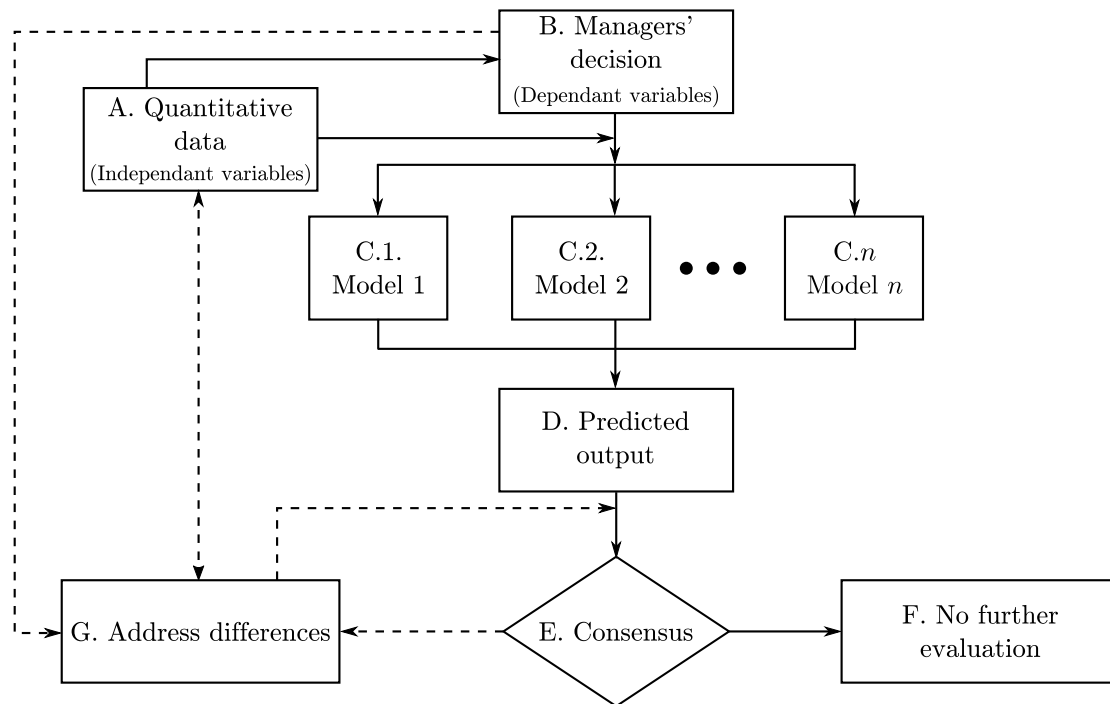 B. Managers'
decision
(Dependant variables)
A. Quantitative
data
(Independant variables)
C.1.
Model 1
C.2.
Model 2
C.n
Model n
D. Predicted
output
G. Address differences
E. Consensus
F. No further
evaluation